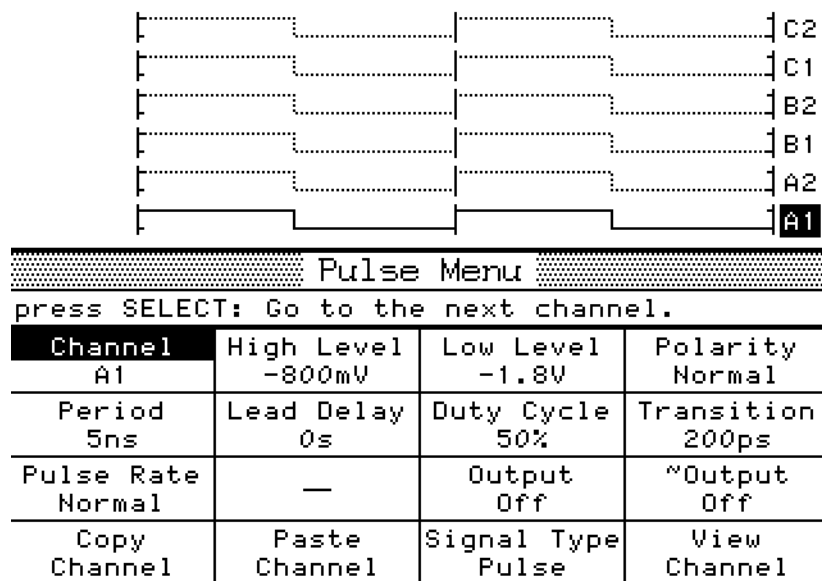 C2
C1
B2
B1
A2
A1
Pulse Menu
press SELECT: Go to the next channel.
Channel High Level Low Level Polarity
A1 -800mV -1.8V Normal
Period Lead Delay Duty Cycle Transition
5ns 0s 50% 200ps
Pulse Rate — Output ~Output
Normal Off Off
Copy Paste Signal Type View
Channel Channel Pulse Channel